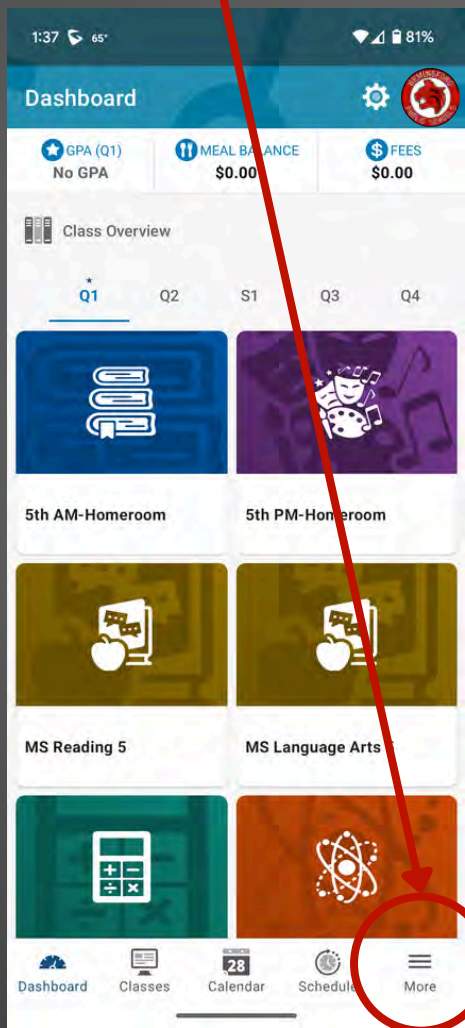 1:37 65° 81%
Dashboard
GPA (Q1) MEAL BALANCE FEES
No GPA $0.00 $0.00
Class Overview
Q1 Q2 S1 Q3 Q4
5th AM-Homeroom 5th PM-Homeroom
MS Reading 5 MS Language Arts
28
Dashboard Classes Calendar Schedule More